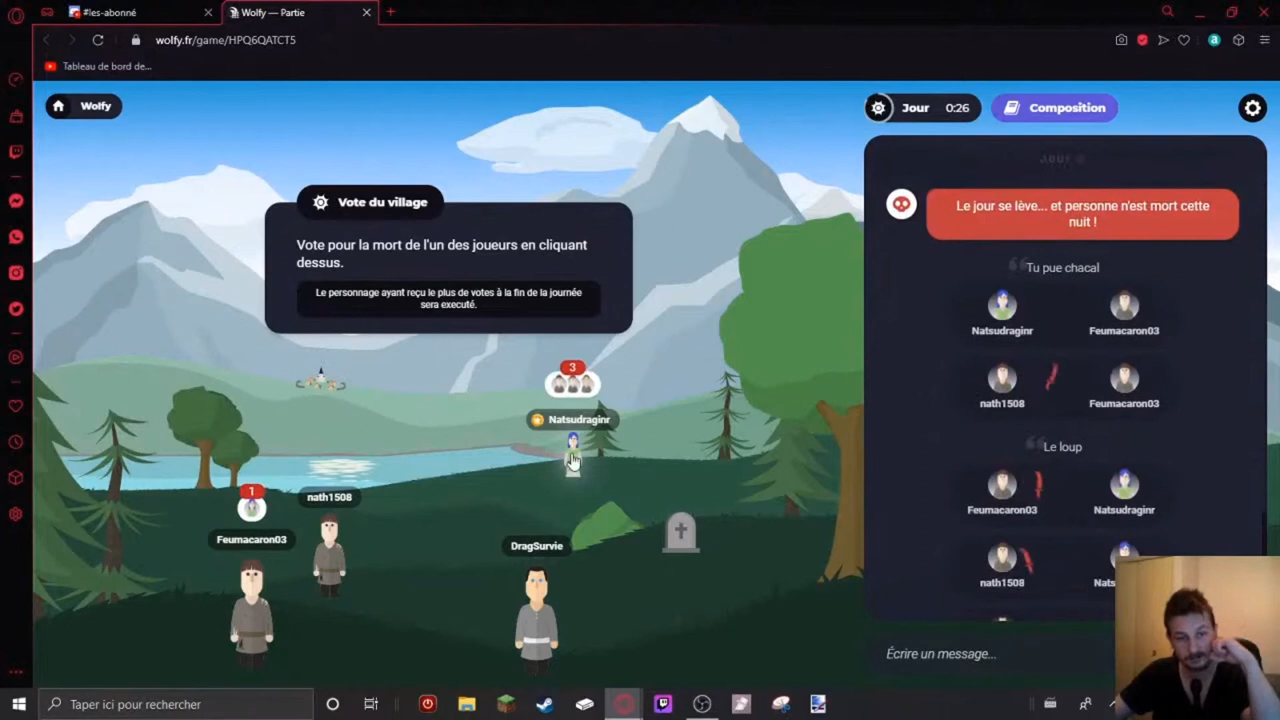 #les-abonné
Wolfy — Partie
wolfy.fr/game/HPQ6QATCT5
Tableau de bord de...
Wolfy
Jour 0:26
Composition
Vote du village
Vote pour la mort de l'un des joueurs en cliquant
dessus.
Le personnage ayant reçu le plus de votes à la fin de la journée
sera executé.
Le jour se lève... et personne n'est mort cette
nuit !
Tu pue chacal
Natsudraginr Feumacaron03
nath1508 Feumacaron03
Le loup
Feumacaron03 Natsudraginr
nath1508
3
Natsudraginr
1
nath1508
Feumacaron03
DragSurvie
Écrire un message...
Taper ici pour rechercher